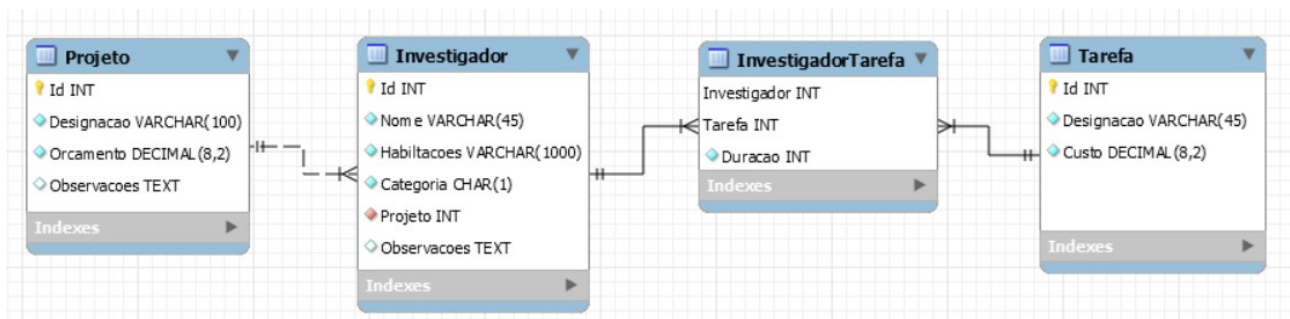 Projeto
Id INT
Designacao VARCHAR(100)
Orcamento DECIMAL(8,2)
Observacoes TEXT
Indexes
Investigador
Id INT
Nome VARCHAR(45)
Habiltacoes VARCHAR(1000)
Categoria CHAR(1)
Projeto INT
Observacoes TEXT
Indexes
InvestigadorTarefa
Investigador INT
Tarefa INT
Duracao INT
Indexes
Tarefa
Id INT
Designacao VARCHAR(45)
Custo DECIMAL(8,2)
Indexes